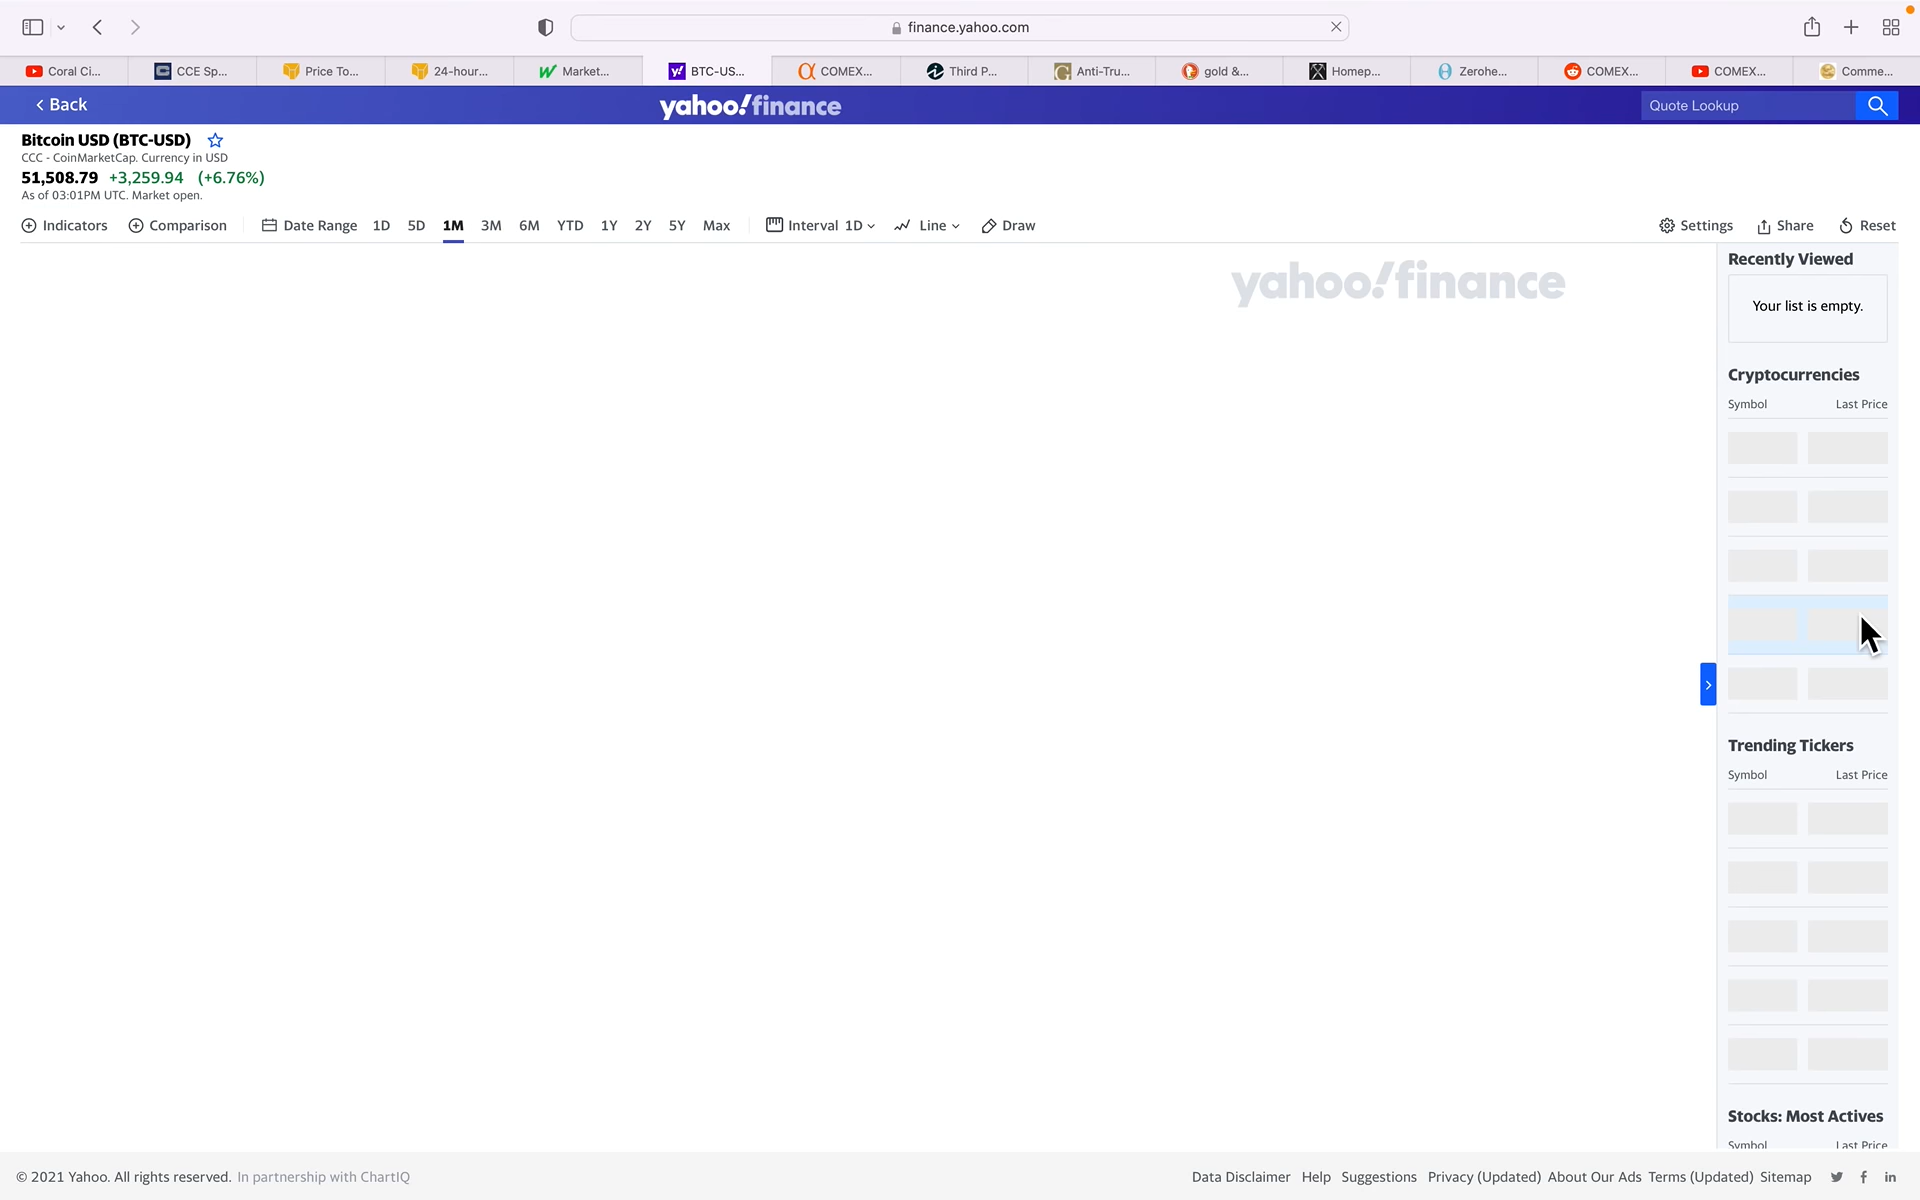 finance.yahoo.com
Coral Ci...
CCE Sp...
Price To...
24-hour...
Market...
BTC-US...
COMEX...
Third P...
Anti-Tru...
gold &...
Homep...
Zerohe...
COMEX...
COMEX...
Comme...
Back
yahoo!finance
Quote Lookup
Bitcoin USD (BTC-USD)
CCC - CoinMarketCap. Currency in USD
51,508.79 +3,259.94 (+6.76%)
As of 03:01PM UTC. Market open.
Indicators Comparison Date Range 1D 5D 1M 3M 6M YTD 1Y 2Y 5Y Max Interval 1D Line Draw Settings Share Reset
yahoo!finance
Recently Viewed
Your list is empty.
Cryptocurrencies
Symbol Last Price
Trending Tickers
Symbol Last Price
Stocks: Most Actives
Symbol Last Price
© 2021 Yahoo. All rights reserved. In partnership with ChartIQ
Data Disclaimer Help Suggestions Privacy (Updated) About Our Ads Terms (Updated) Sitemap